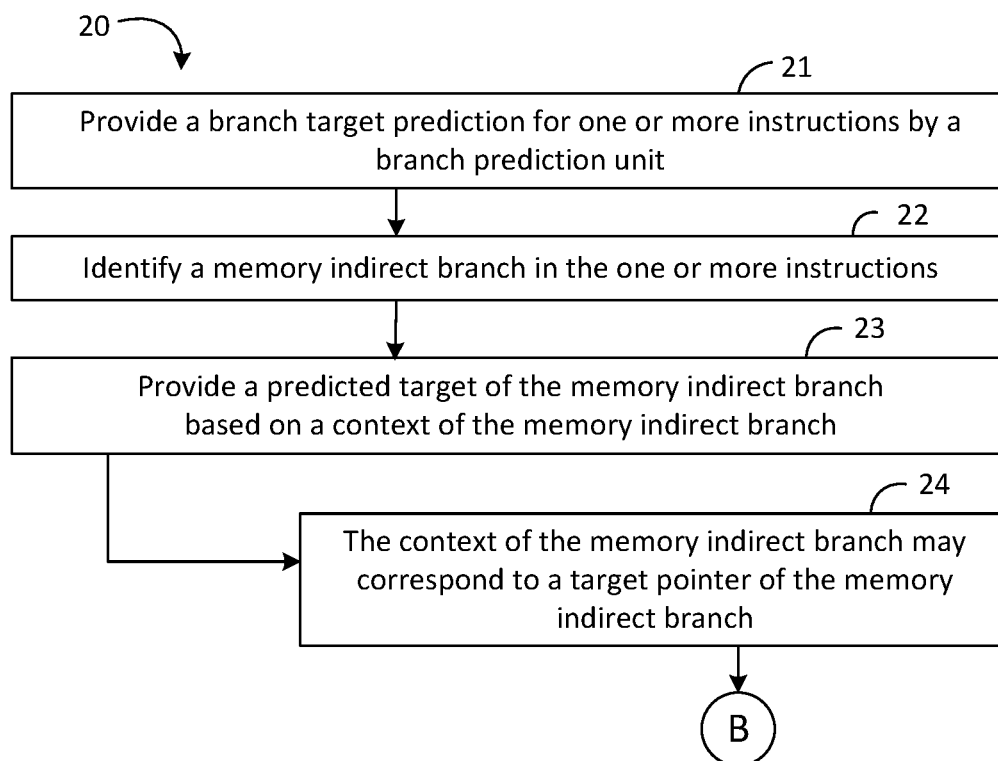 20
21
Provide a branch target prediction for one or more instructions by a
branch prediction unit
22
Identify a memory indirect branch in the one or more instructions
23
Provide a predicted target of the memory indirect branch
based on a context of the memory indirect branch
24
The context of the memory indirect branch may
correspond to a target pointer of the memory
indirect branch
B